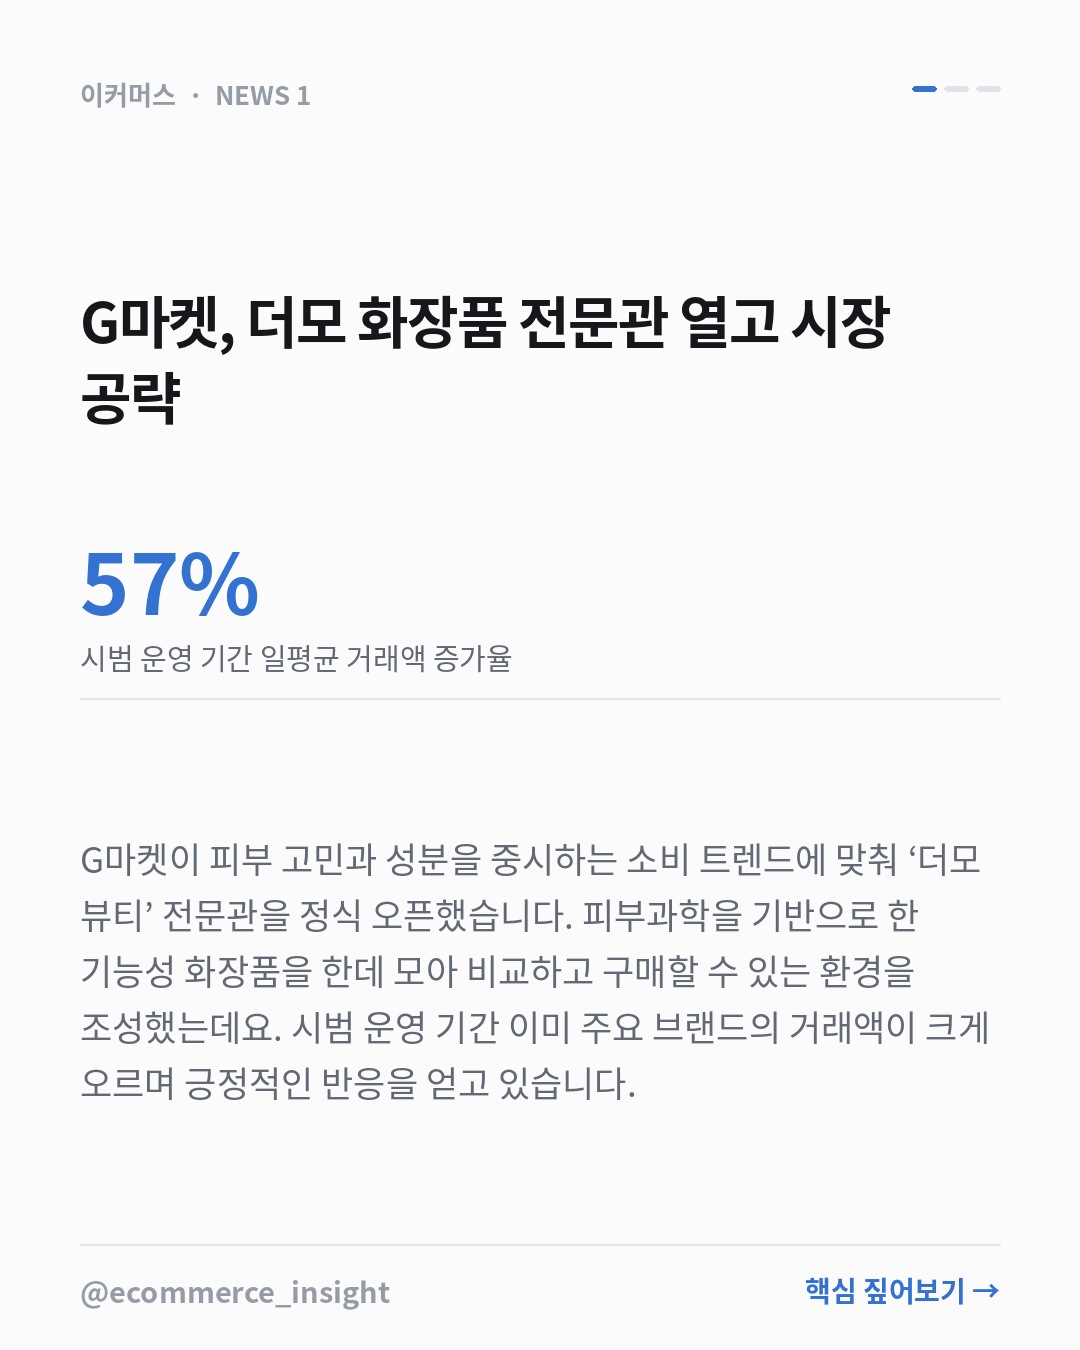 이커머스 · NEWS 1
G마켓, 더모 화장품 전문관 열고 시장
공략
57%
시범 운영 기간 일평균 거래액 증가율
G마켓이 피부 고민과 성분을 중시하는 소비 트렌드에 맞춰 ‘더모
뷰티’ 전문관을 정식 오픈했습니다. 피부과학을 기반으로 한
기능성 화장품을 한데 모아 비교하고 구매할 수 있는 환경을
조성했는데요. 시범 운영 기간 이미 주요 브랜드의 거래액이 크게
오르며 긍정적인 반응을 얻고 있습니다.
@ecommerce_insight
핵심 짚어보기 →